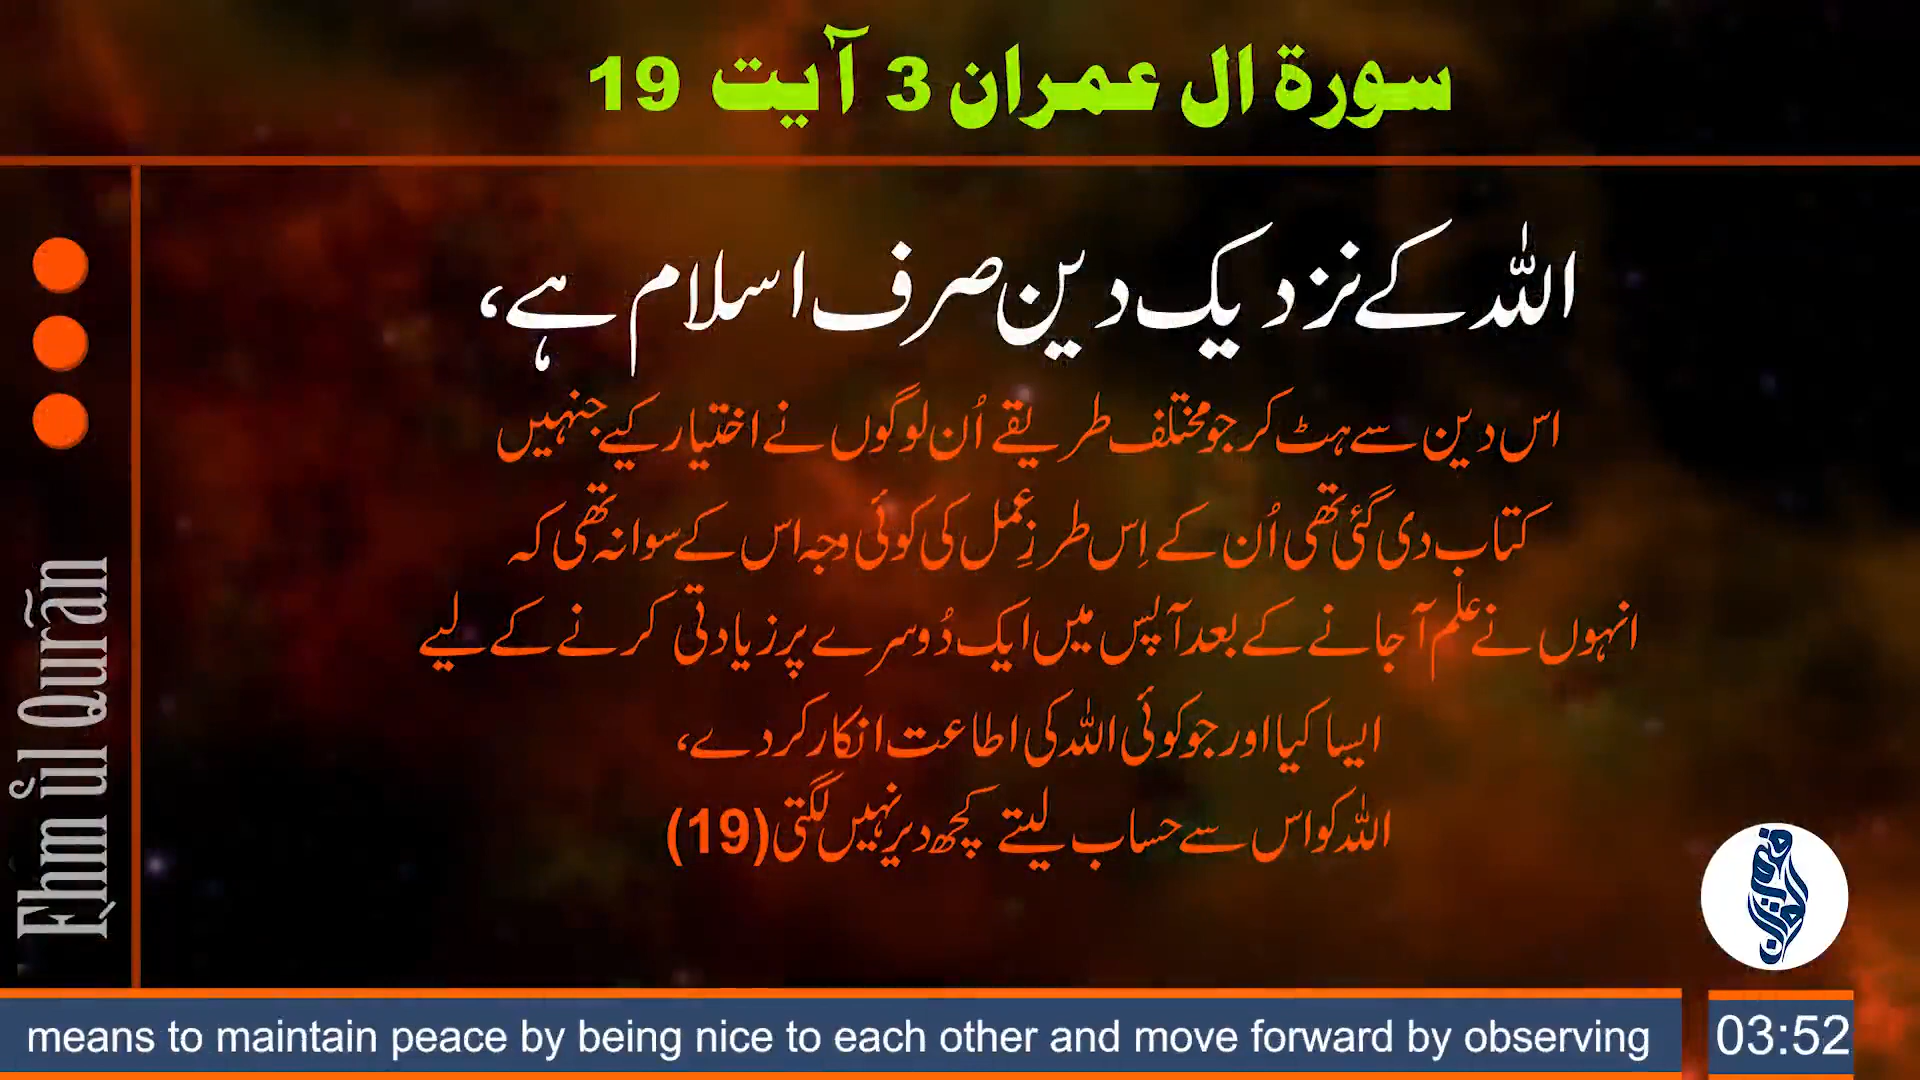 سورۃ ال عمران 3 آیت 19
اللہ کے نزدیک دین صرف اسلام ہے،
اس دین سے ہٹ کر جو مختلف طریقے اُن لوگوں نے اختیار کیے جنہیں
کتاب دی گئی تھی اُن کے اِس طرزِ عمل کی کوئی وجہ اس کے سوا نہ تھی کہ
انہوں نے علم آ جانے کے بعد آپس میں ایک دُوسرے پر زیادتی کرنے کے لیے
ایسا کیا اور جو کوئی اللہ کی اطاعت انکار کر دے،
اللہ کو اس سے حساب لیتے کچھ دیر نہیں لگتی (19)
Fhm ul Qurãn
فہم القرآن
means to maintain peace by being nice to each other and move forward by observing
03:52